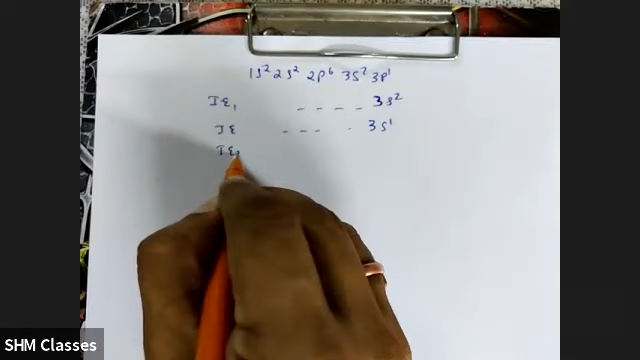 1s² 2s² 2p⁶ 3s² 3p¹
IE₁ - - - - 3s²
IE - - - - 3s¹
IE₃
SHM Classes